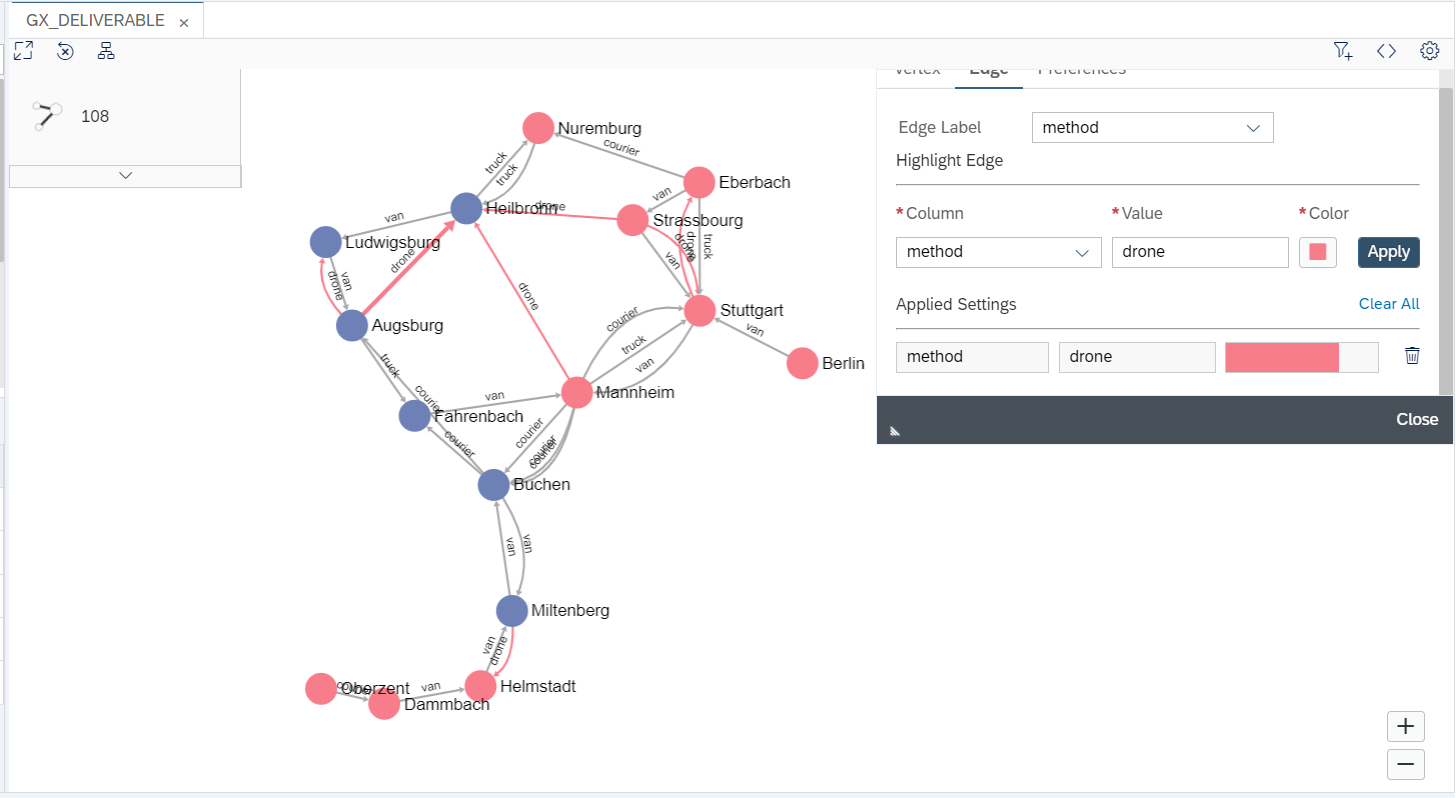 GX_DELIVERABLE ×
108
Vertex Edge Preferences
Edge Label method
Highlight Edge
*Column *Value *Color
method drone Apply
Applied Settings Clear All
method drone
Close
Nuremburg
courier
truck
truck
Eberbach
van
Heilbronn
drone
Strassbourg
van
Ludwigsburg
drone
drone
drone
truck
van
van
drone
Augsburg
drone
Stuttgart
courier
van
truck
Berlin
van
truck
Mannheim
van
courier
Fahrenbach
courier
courier
courier
courier
Buchen
van
van
Miltenberg
van
drone
Helmstadt
Oberzent
courier
van
Dammbach